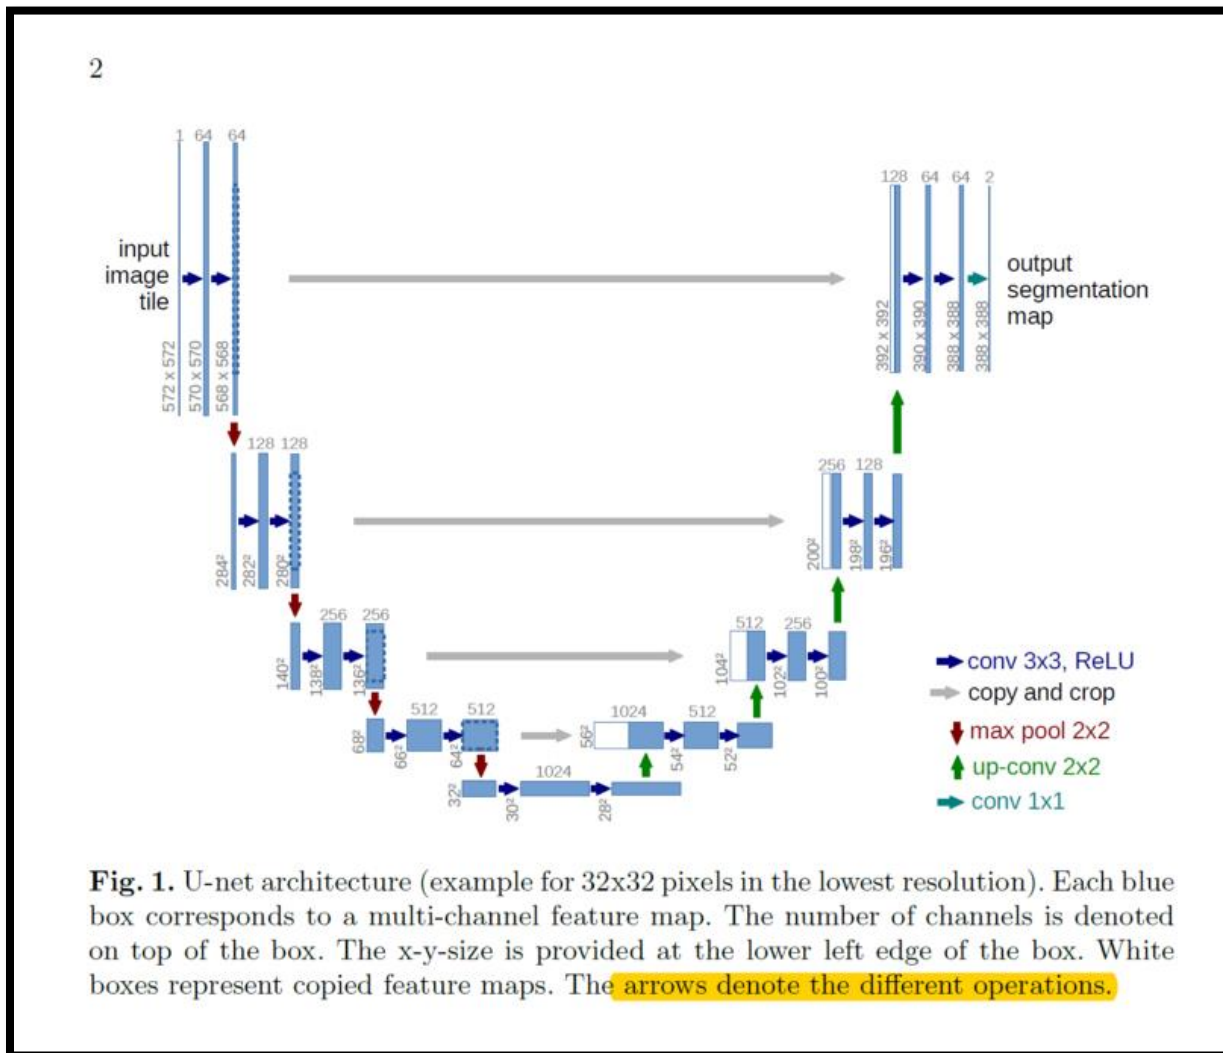 2
1 64 64
input
image
tile
572 x 572
570 x 570
568 x 568
128 64 64 2
output
segmentation
map
392 x 392
390 x 390
388 x 388
388 x 388
128 128
284²
282²
280²
256 128
200²
198²
196²
256 256
140²
138²
136²
512 256
104²
102²
100²
512 512
68²
66²
64²
1024 512
56²
54²
52²
1024
32²
30²
28²
conv 3x3, ReLU
copy and crop
max pool 2x2
up-conv 2x2
conv 1x1
Fig. 1. U-net architecture (example for 32x32 pixels in the lowest resolution). Each blue
box corresponds to a multi-channel feature map. The number of channels is denoted
on top of the box. The x-y-size is provided at the lower left edge of the box. White
boxes represent copied feature maps. The arrows denote the different operations.